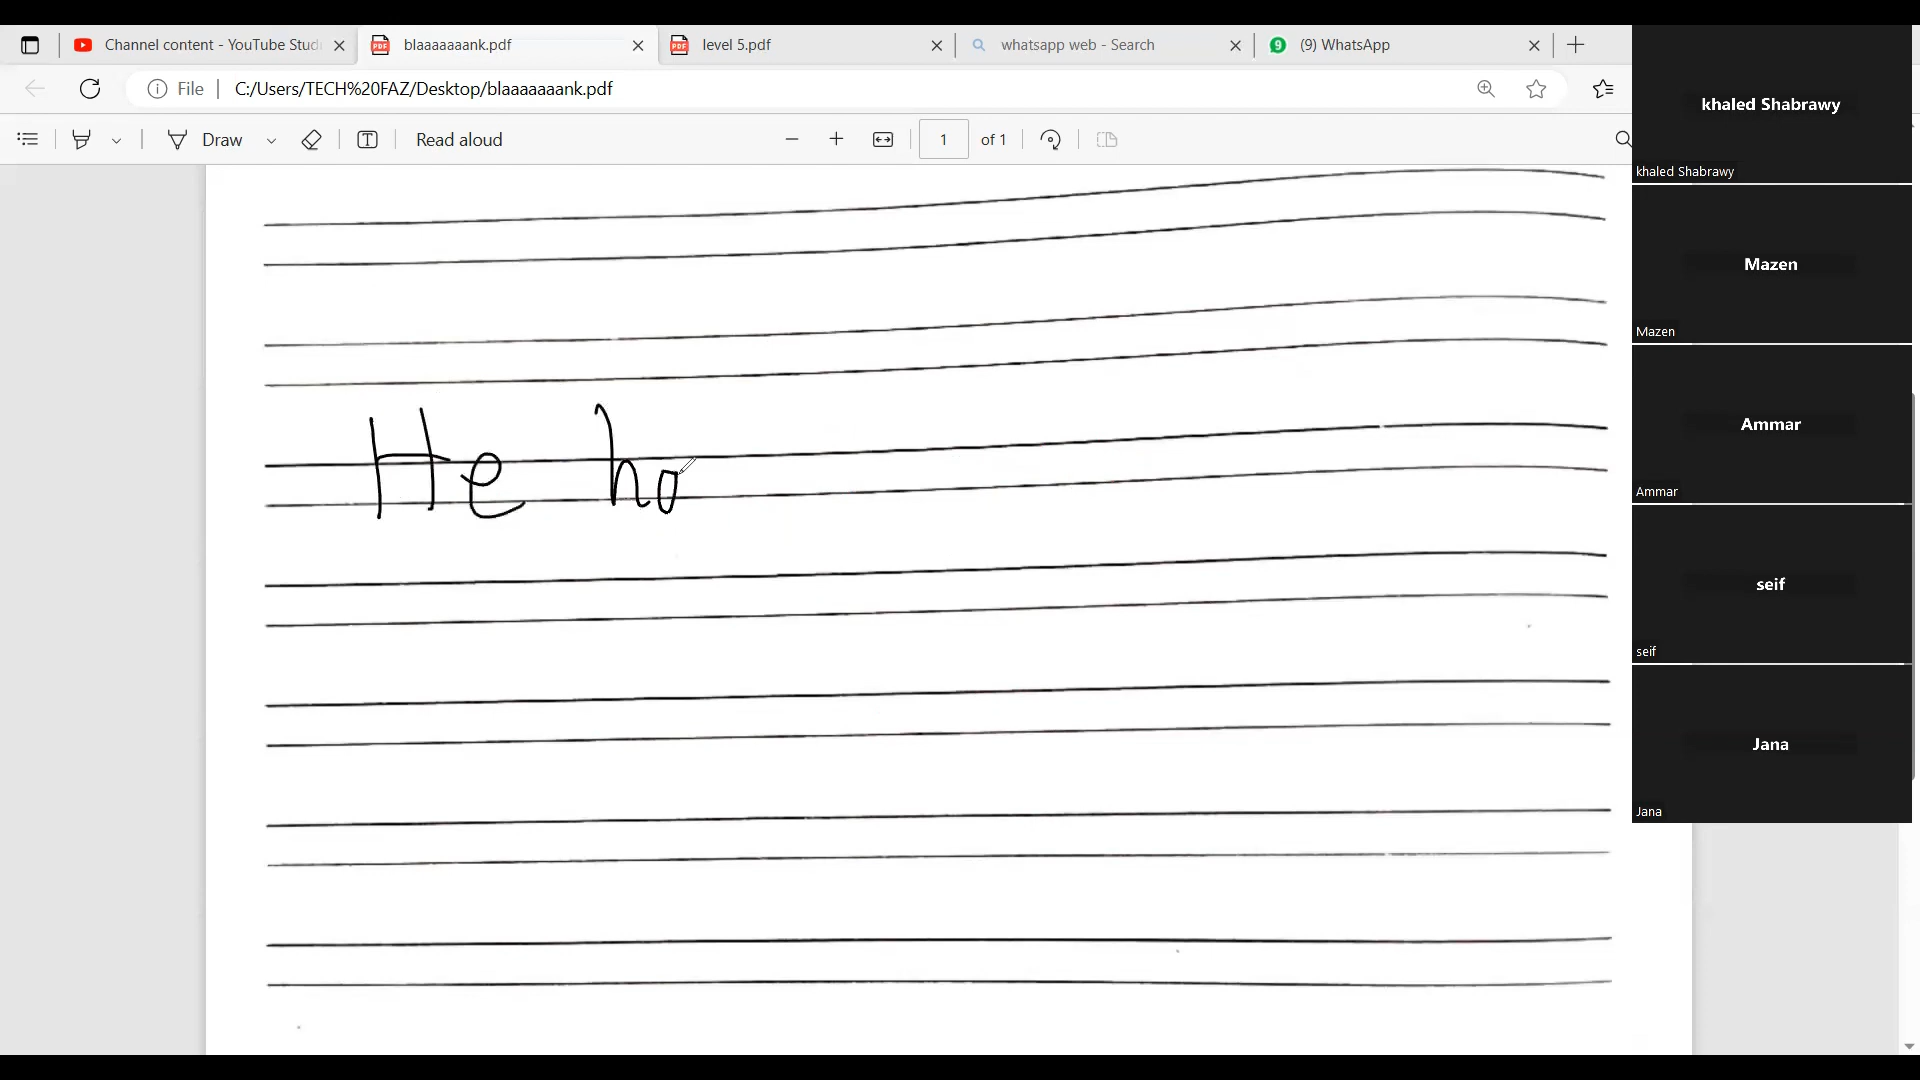 Channel content - YouTube Stud
blaaaaaaank.pdf
level 5.pdf
whatsapp web - Search
9
(9) WhatsApp
File
C:/Users/TECH%20FAZ/Desktop/blaaaaaaank.pdf
Draw
Read aloud
1
of 1
He ho
khaled Shabrawy
khaled Shabrawy
Mazen
Mazen
Ammar
Ammar
seif
seif
Jana
Jana